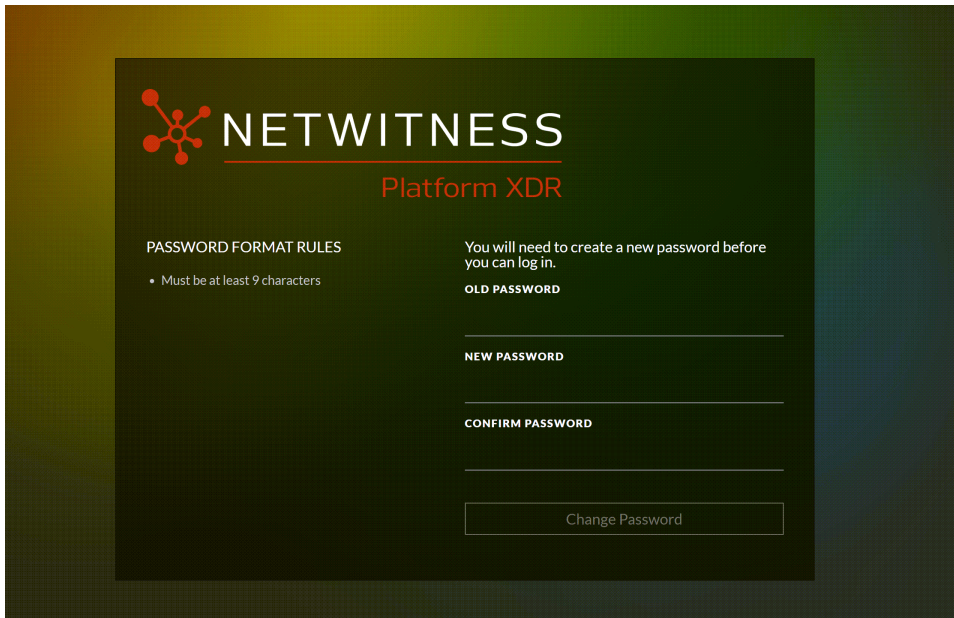 NETWITNESS
Platform XDR
PASSWORD FORMAT RULES
• Must be at least 9 characters
You will need to create a new password before
you can log in.
OLD PASSWORD
NEW PASSWORD
CONFIRM PASSWORD
Change Password